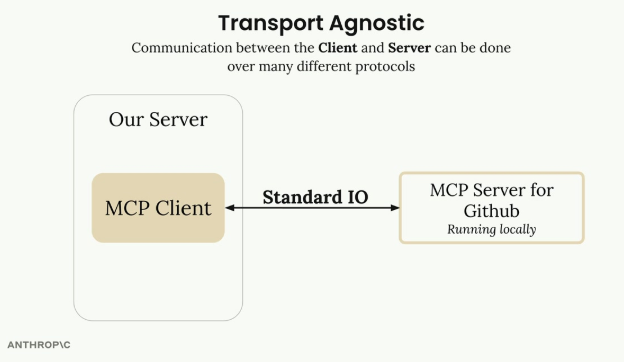 Transport Agnostic
Communication between the Client and Server can be done
over many different protocols
Our Server
MCP Client
Standard IO
MCP Server for
Github
Running locally
ANTHROP\C